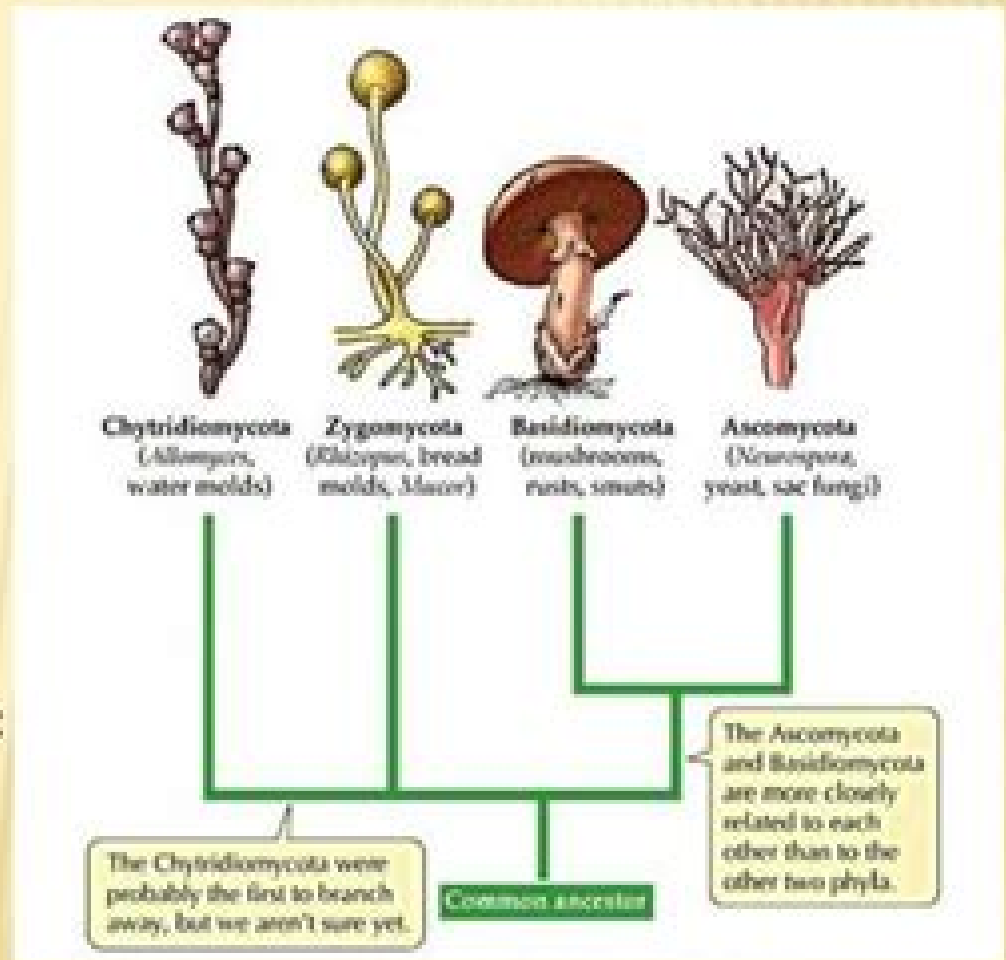 Chytridiomycota
(Allomyces,
water molds)
Zygomycota
(Rhizopus, bread
molds, Mucor)
Basidiomycota
(mushrooms,
rusts, smuts)
Ascomycota
(Neurospora,
yeast, sac fungi)
The Ascomycota
and Basidiomycota
are more closely
related to each
other than to the
other two phyla.
The Chytridiomycota were
probably the first to branch
away, but we aren't sure yet.
Common ancestor